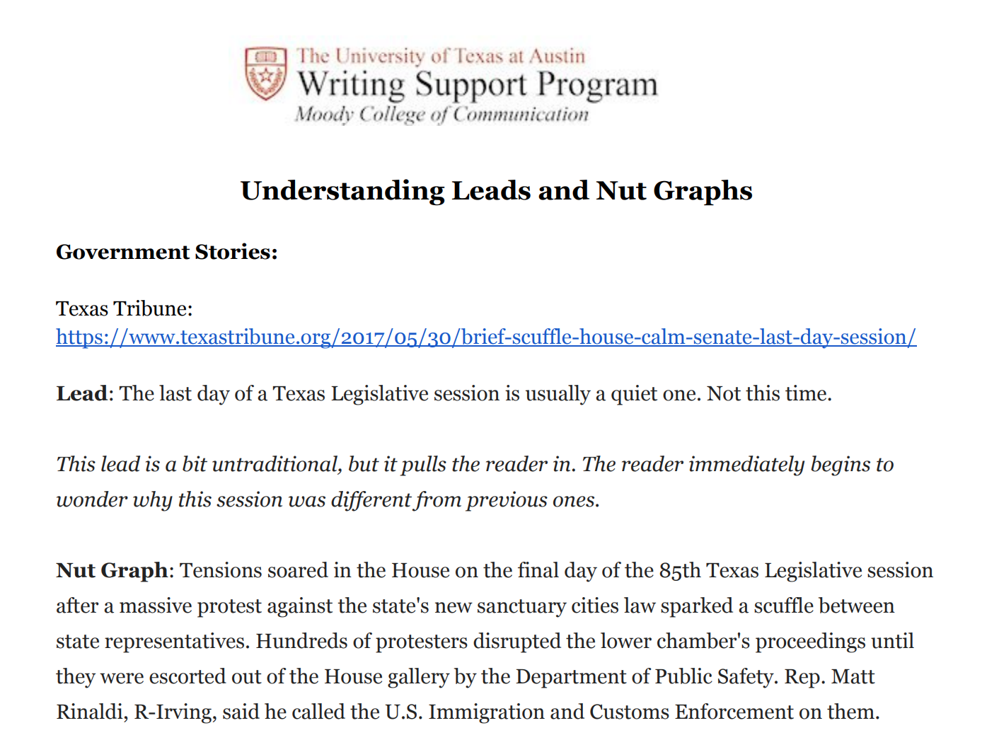 The University of Texas at Austin
Writing Support Program
Moody College of Communication
Understanding Leads and Nut Graphs
Government Stories:
Texas Tribune:
https://www.texastribune.org/2017/05/30/brief-scuffle-house-calm-senate-last-day-session/
Lead: The last day of a Texas Legislative session is usually a quiet one. Not this time.
This lead is a bit untraditional, but it pulls the reader in. The reader immediately begins to
wonder why this session was different from previous ones.
Nut Graph: Tensions soared in the House on the final day of the 85th Texas Legislative session
after a massive protest against the state's new sanctuary cities law sparked a scuffle between
state representatives. Hundreds of protesters disrupted the lower chamber's proceedings until
they were escorted out of the House gallery by the Department of Public Safety. Rep. Matt
Rinaldi, R-Irving, said he called the U.S. Immigration and Customs Enforcement on them.